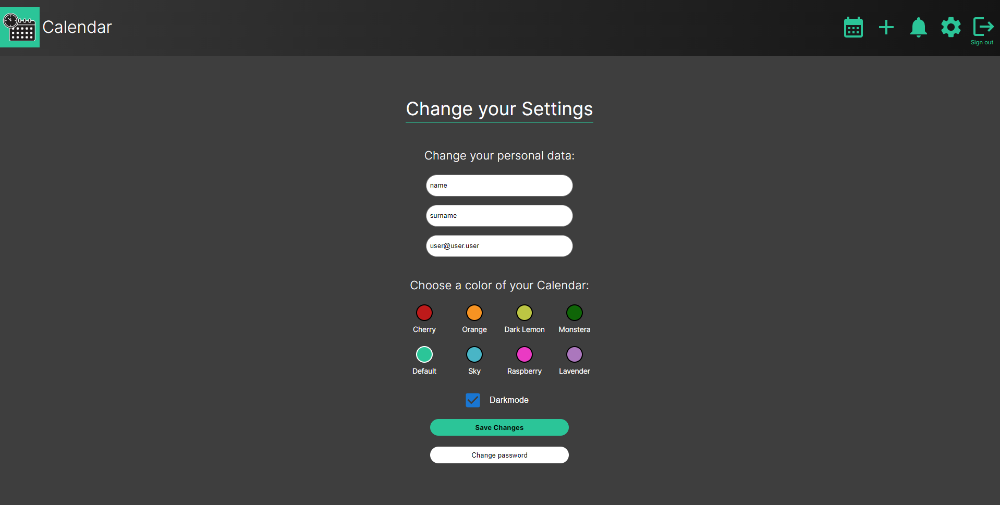 Calendar
Sign out
Change your Settings
Change your personal data:
name
surname
user@user.user
Choose a color of your Calendar:
Cherry Orange Dark Lemon Monstera
Default Sky Raspberry Lavender
Darkmode
Save Changes
Change password